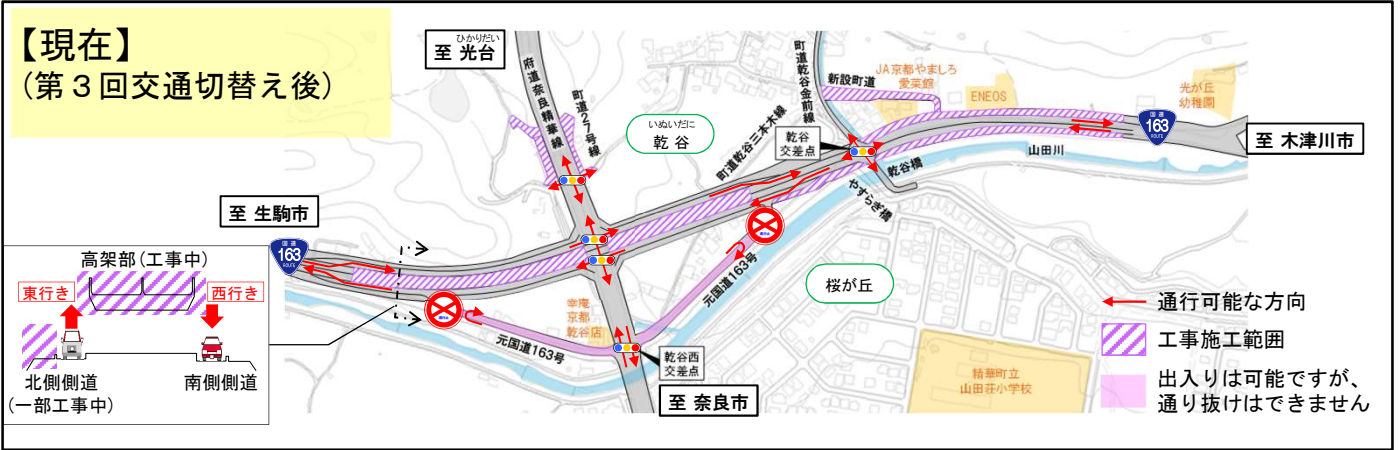 【現在】
(第３回交通切替え後)
ひかりだい
至 光台
府道奈良精華線
町道27号線
いぬいだに
乾 谷
町道乾谷三本木線
町道乾谷金前線
新設町道
JA京都やましろ
愛菜館
ENEOS
光が丘
幼稚園
国道
163
ROUTE
至 木津川市
乾谷
交差点
山田川
乾谷橋
やすらぎ橋
至 生駒市
国道
163
ROUTE
高架部(工事中)
東行き
西行き
北側側道
(一部工事中)
南側側道
元国道163号
幸庵
京都
乾谷店
元国道163号
桜が丘
乾谷西
交差点
至 奈良市
精華町立
山田荘小学校
通行可能な方向
工事施工範囲
出入りは可能ですが、
通り抜けはできません